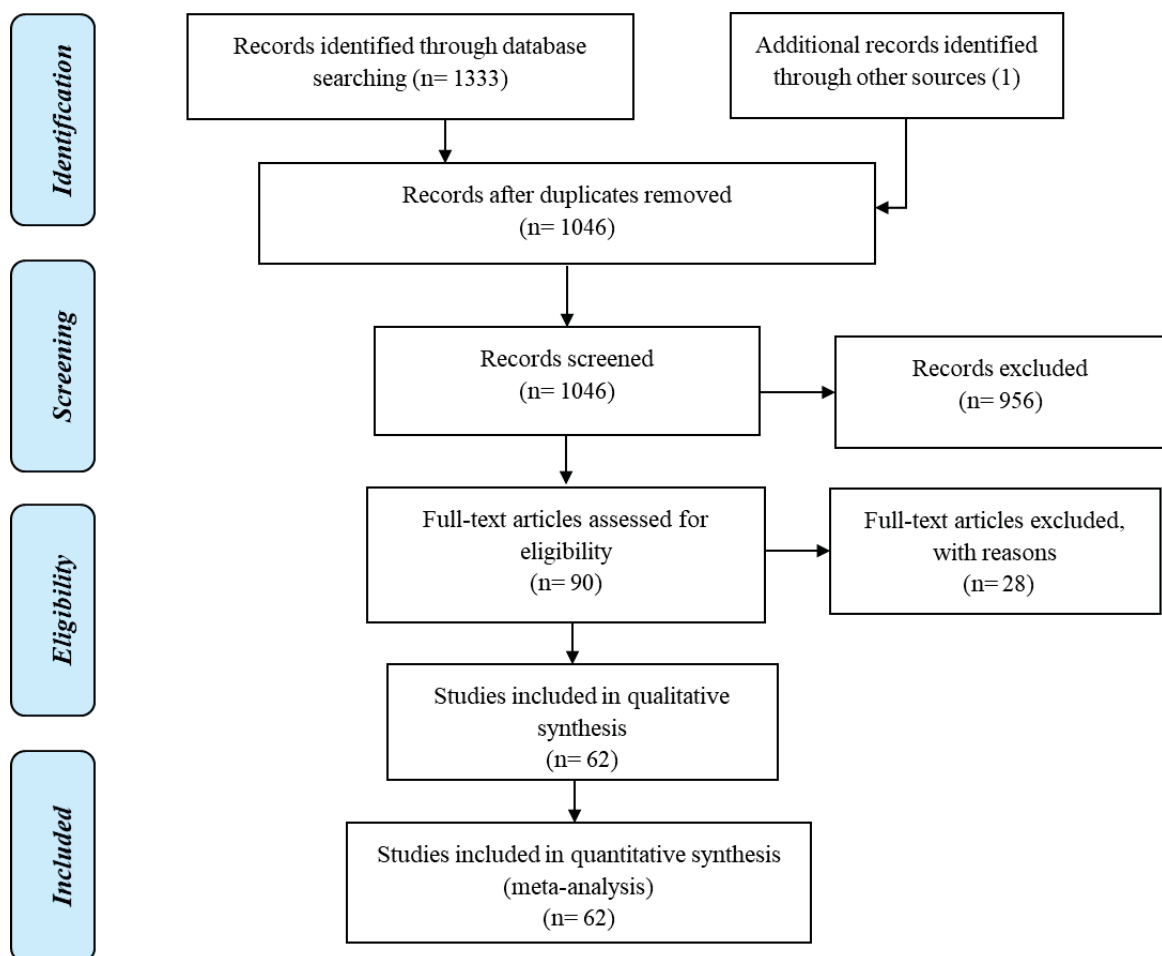 Identification
Records identified through database
searching (n= 1333)
Additional records identified
through other sources (1)
Records after duplicates removed
(n= 1046)
Screening
Records screened
(n= 1046)
Records excluded
(n= 956)
Eligibility
Full-text articles assessed for
eligibility
(n= 90)
Full-text articles excluded,
with reasons
(n= 28)
Studies included in qualitative
synthesis
(n= 62)
Included
Studies included in quantitative synthesis
(meta-analysis)
(n= 62)